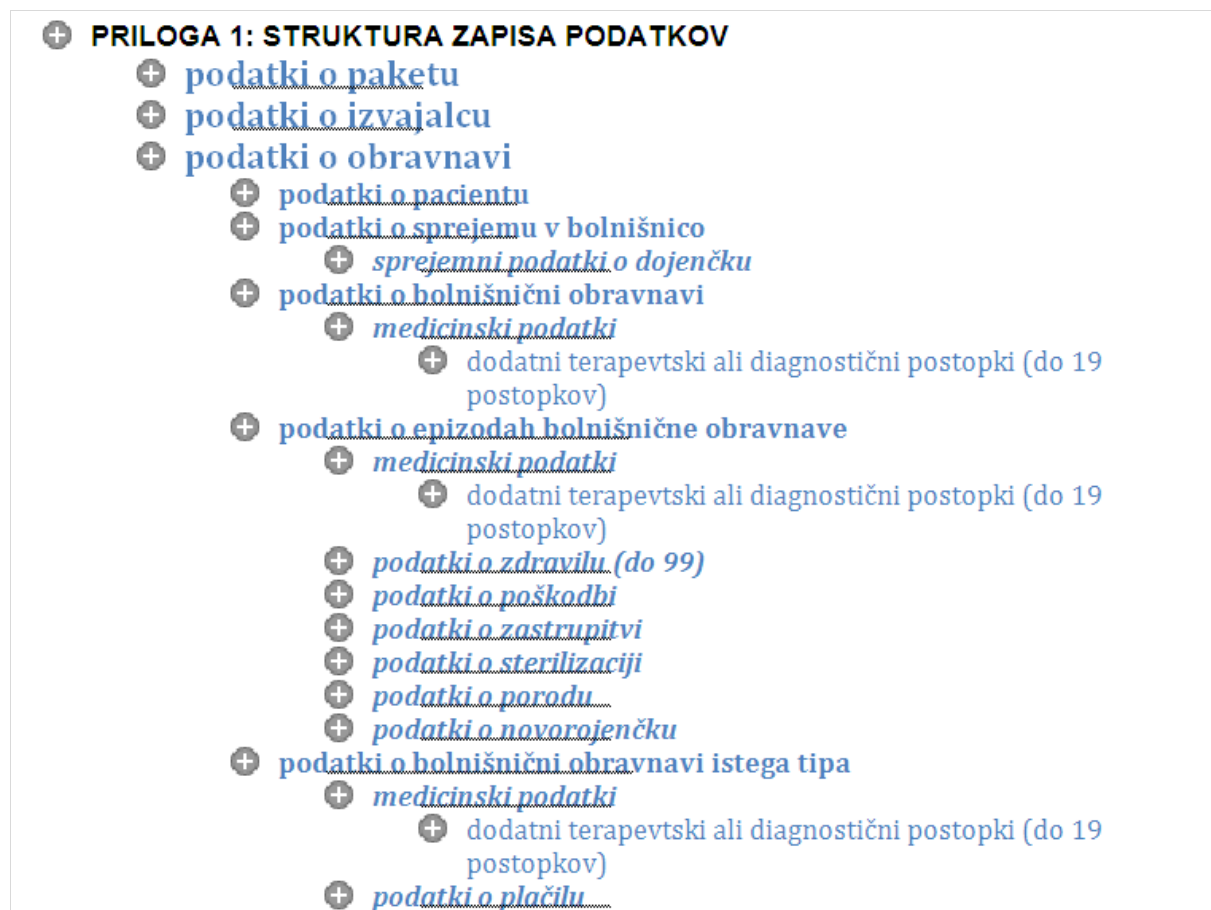 PRILOGA 1: STRUKTURA ZAPISA PODATKOV
podatki o paketu
podatki o izvajalcu
podatki o obravnavi
podatki o pacientu
podatki o sprejemu v bolnišnico
sprejemni podatki o dojenčku
podatki o bolnišnični obravnavi
medicinski podatki
dodatni terapevtski ali diagnostični postopki (do 19
postopkov)
podatki o epizodah bolnišnične obravnave
medicinski podatki
dodatni terapevtski ali diagnostični postopki (do 19
postopkov)
podatki o zdravilu (do 99)
podatki o poškodbi
podatki o zastrupitvi
podatki o sterilizaciji
podatki o porodu
podatki o novorojenčku
podatki o bolnišnični obravnavi istega tipa
medicinski podatki
dodatni terapevtski ali diagnostični postopki (do 19
postopkov)
podatki o plačilu